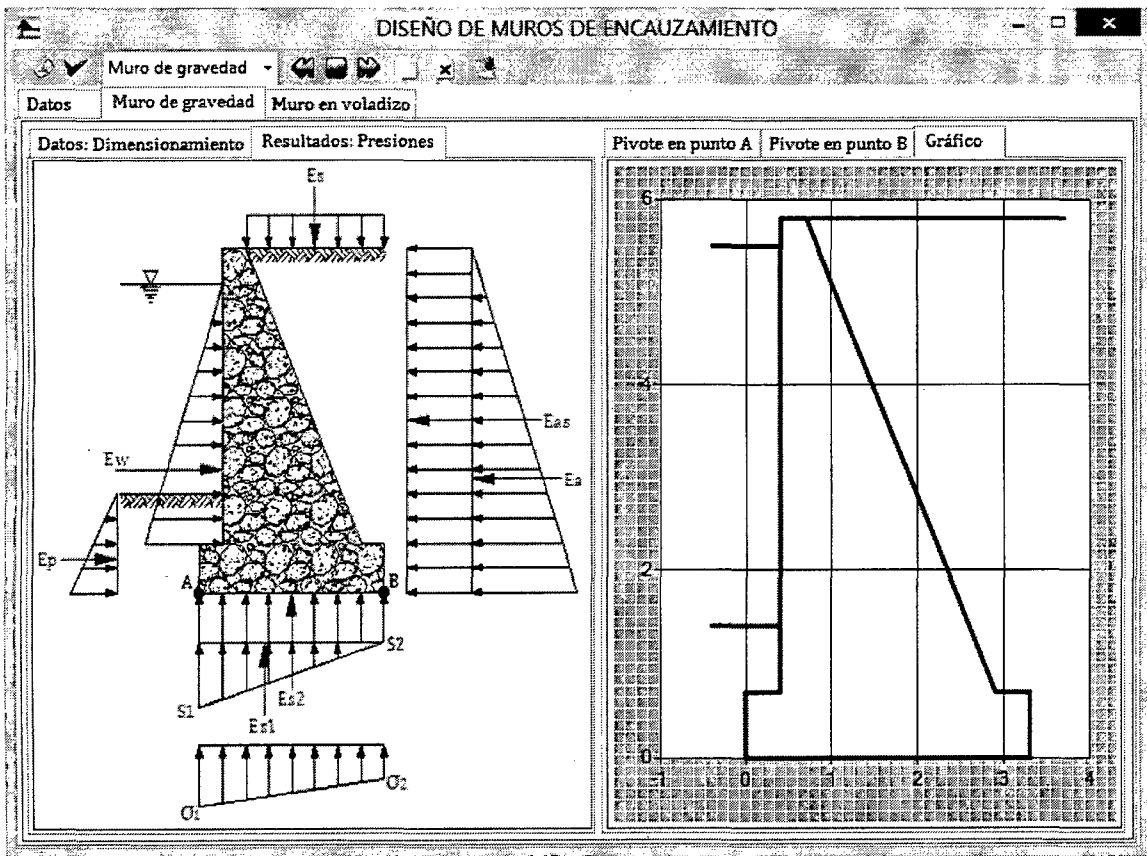 DISEÑO DE MUROS DE ENCAUZAMIENTO
Muro de gravedad
Datos Muro de gravedad Muro en voladizo
Datos: Dimensionamiento Resultados: Presiones
Pivote en punto A Pivote en punto B Gráfico
Es
Eas
Ew
Ea
Ep
A
B
S2
Es2
S1
Es1
O2
O1
6
4
2
0
-1 0 1 2 3 4